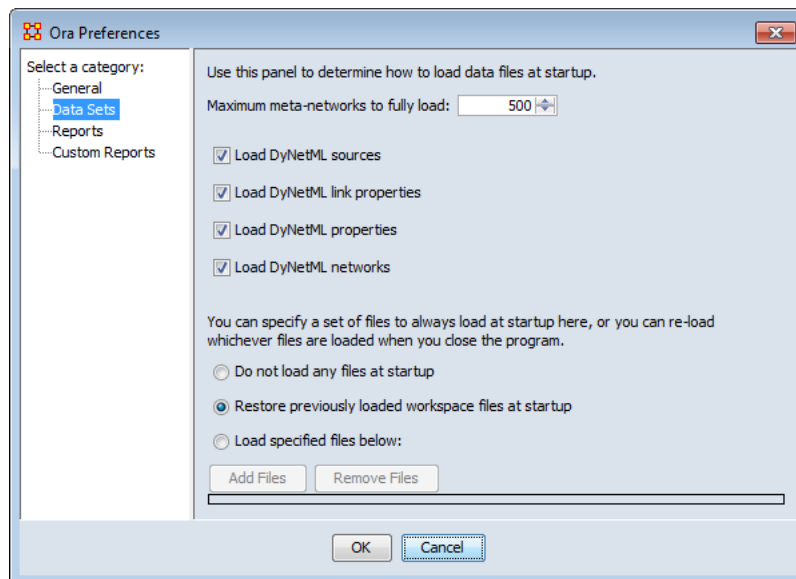 Ora Preferences
Select a category:
General
Data Sets
Reports
Custom Reports
Use this panel to determine how to load data files at startup.
Maximum meta-networks to fully load: 500
Load DyNetML sources
Load DyNetML link properties
Load DyNetML properties
Load DyNetML networks
You can specify a set of files to always load at startup here, or you can re-load
whichever files are loaded when you close the program.
Do not load any files at startup
Restore previously loaded workspace files at startup
Load specified files below:
Add Files Remove Files
OK Cancel